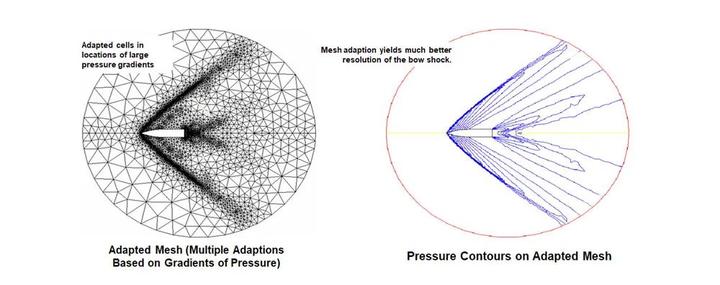 Adapted cells in
locations of large
pressure gradients
Mesh adaption yields much better
resolution of the bow shock.
Adapted Mesh (Multiple Adaptions
Based on Gradients of Pressure)
Pressure Contours on Adapted Mesh